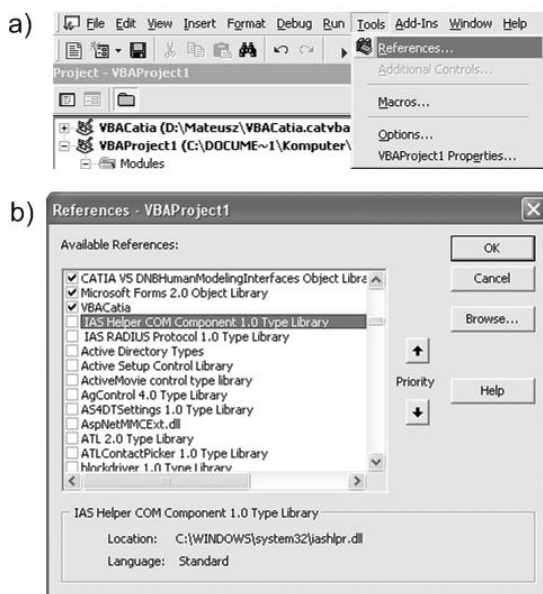 a)
File Edit View Insert Format Debug Run Tools Add-Ins Window Help
References...
Project - VBAProject1
Additional Controls...
Macros...
VBACatia (D:\Mateusz\VBACatia.catvba
Options...
VBAProject1 (C:\DOCUME~1\Komputer\
VBAProject1 Properties...
Modules
b)
References - VBAProject1
Available References:
OK
CATIA V5 DNBHumanModelingInterfaces Object Libra
Cancel
Microsoft Forms 2.0 Object Library
VBACatia
IAS Helper COM Component 1.0 Type Library
Browse...
IAS RADIUS Protocol 1.0 Type Library
Active Directory Types
Active Setup Control Library
ActiveMovie control type library
Priority
AgControl 4.0 Type Library
Help
AS4DTSettings 1.0 Type Library
AspNetMMCExt.dll
ATL 2.0 Type Library
ATLContactPicker 1.0 Type Library
blockdriver 1.0 Type Library
IAS Helper COM Component 1.0 Type Library
Location: C:\WINDOWS\system32\iashlpr.dll
Language: Standard